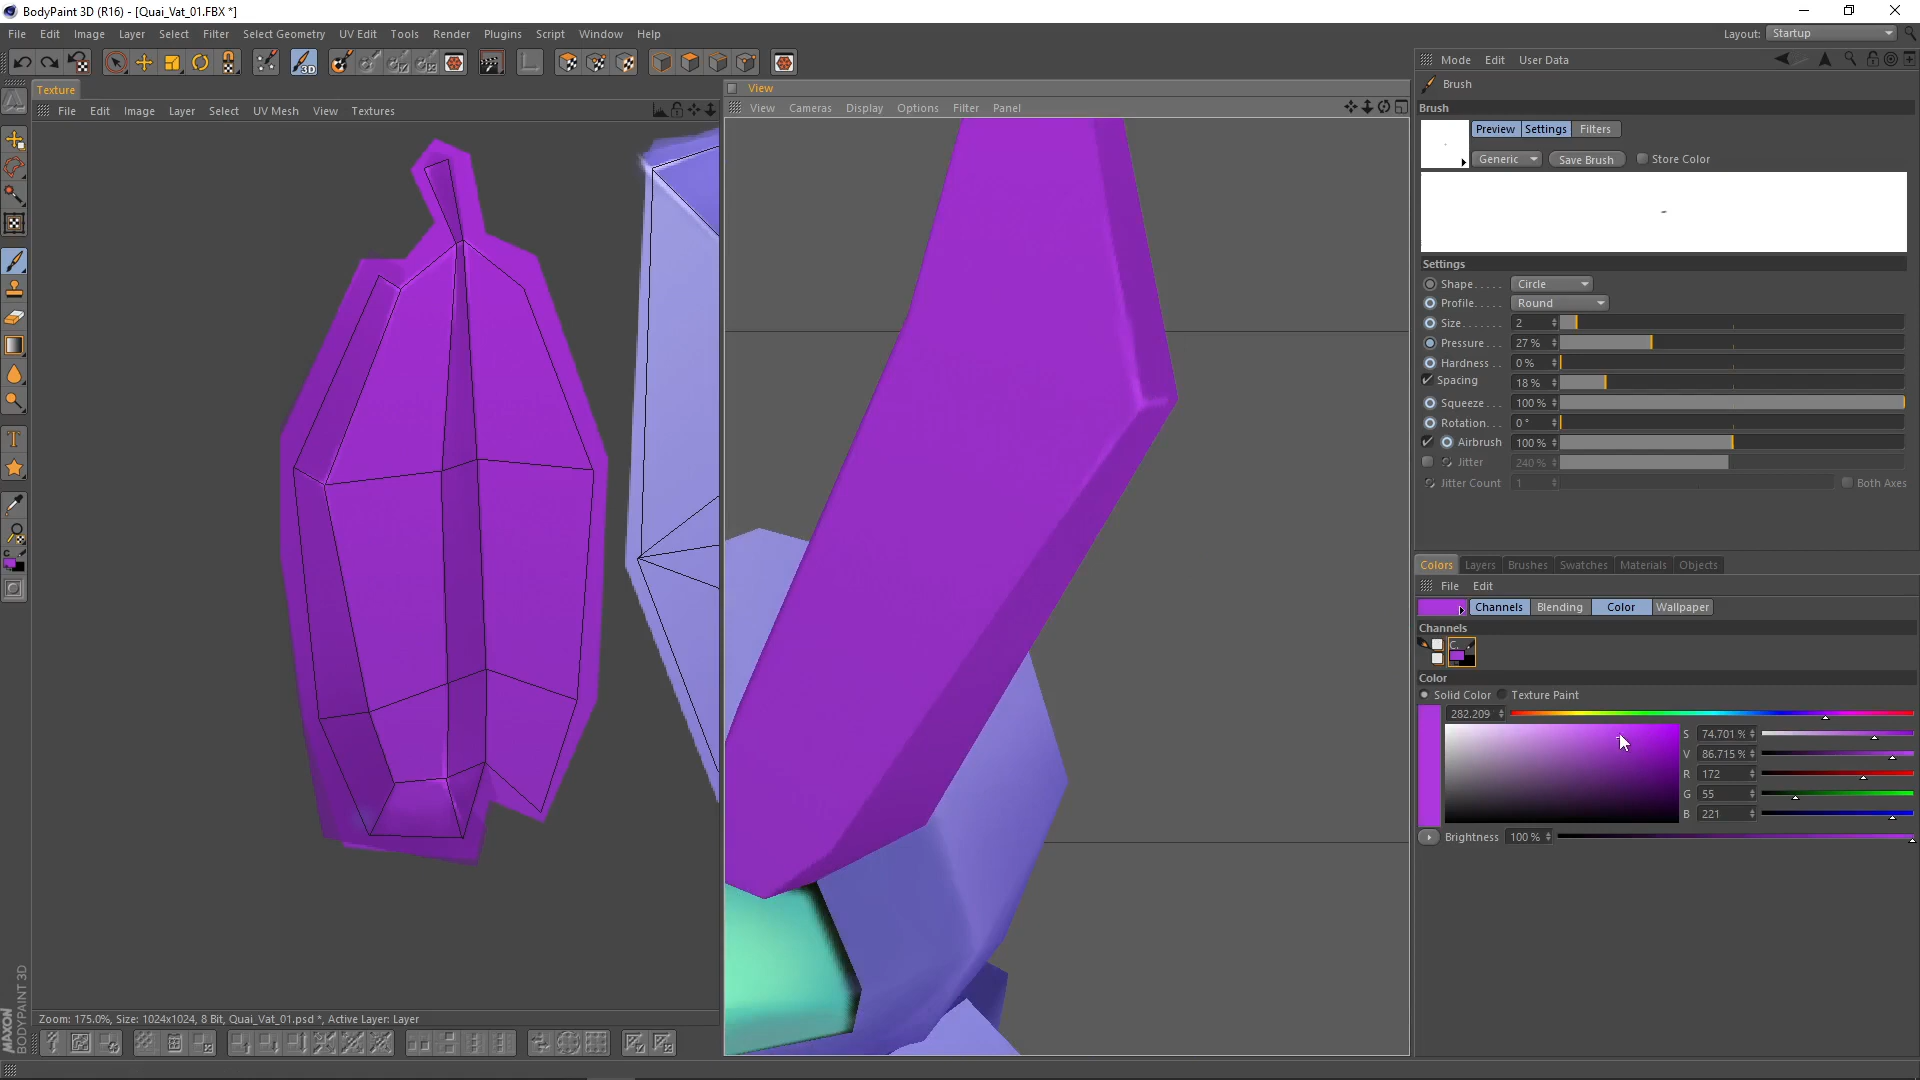 BodyPaint 3D (R16) - [Quai_Vat_01.FBX *]
File Edit Image Layer Select Filter Select Geometry UV Edit Tools Render Plugins Script Window Help
Layout: Startup
Mode Edit User Data
Texture
View
File Edit Image Layer Select UV Mesh View Textures
View Cameras Display Options Filter Panel
3D
Brush
Brush
Preview Settings Filters
Generic Save Brush Store Color
Settings
Shape..... Circle
Profile..... Round
Size....... 2
Pressure... 27 %
Hardness.. 0 %
Spacing 18 %
Squeeze... 100 %
Rotation... 0 °
Airbrush 100 %
Jitter 240 %
Jitter Count 1 Both Axes
Colors Layers Brushes Swatches Materials Objects
File Edit
Channels Blending Color Wallpaper
Channels
C
Color
Solid Color Texture Paint
282.209
S 74.701 %
V 86.715 %
R 172
G 55
B 221
Brightness 100 %
Zoom: 175.0%, Size: 1024x1024, 8 Bit, Quai_Vat_01.psd *, Active Layer: Layer
MAXON
BODYPAINT 3D